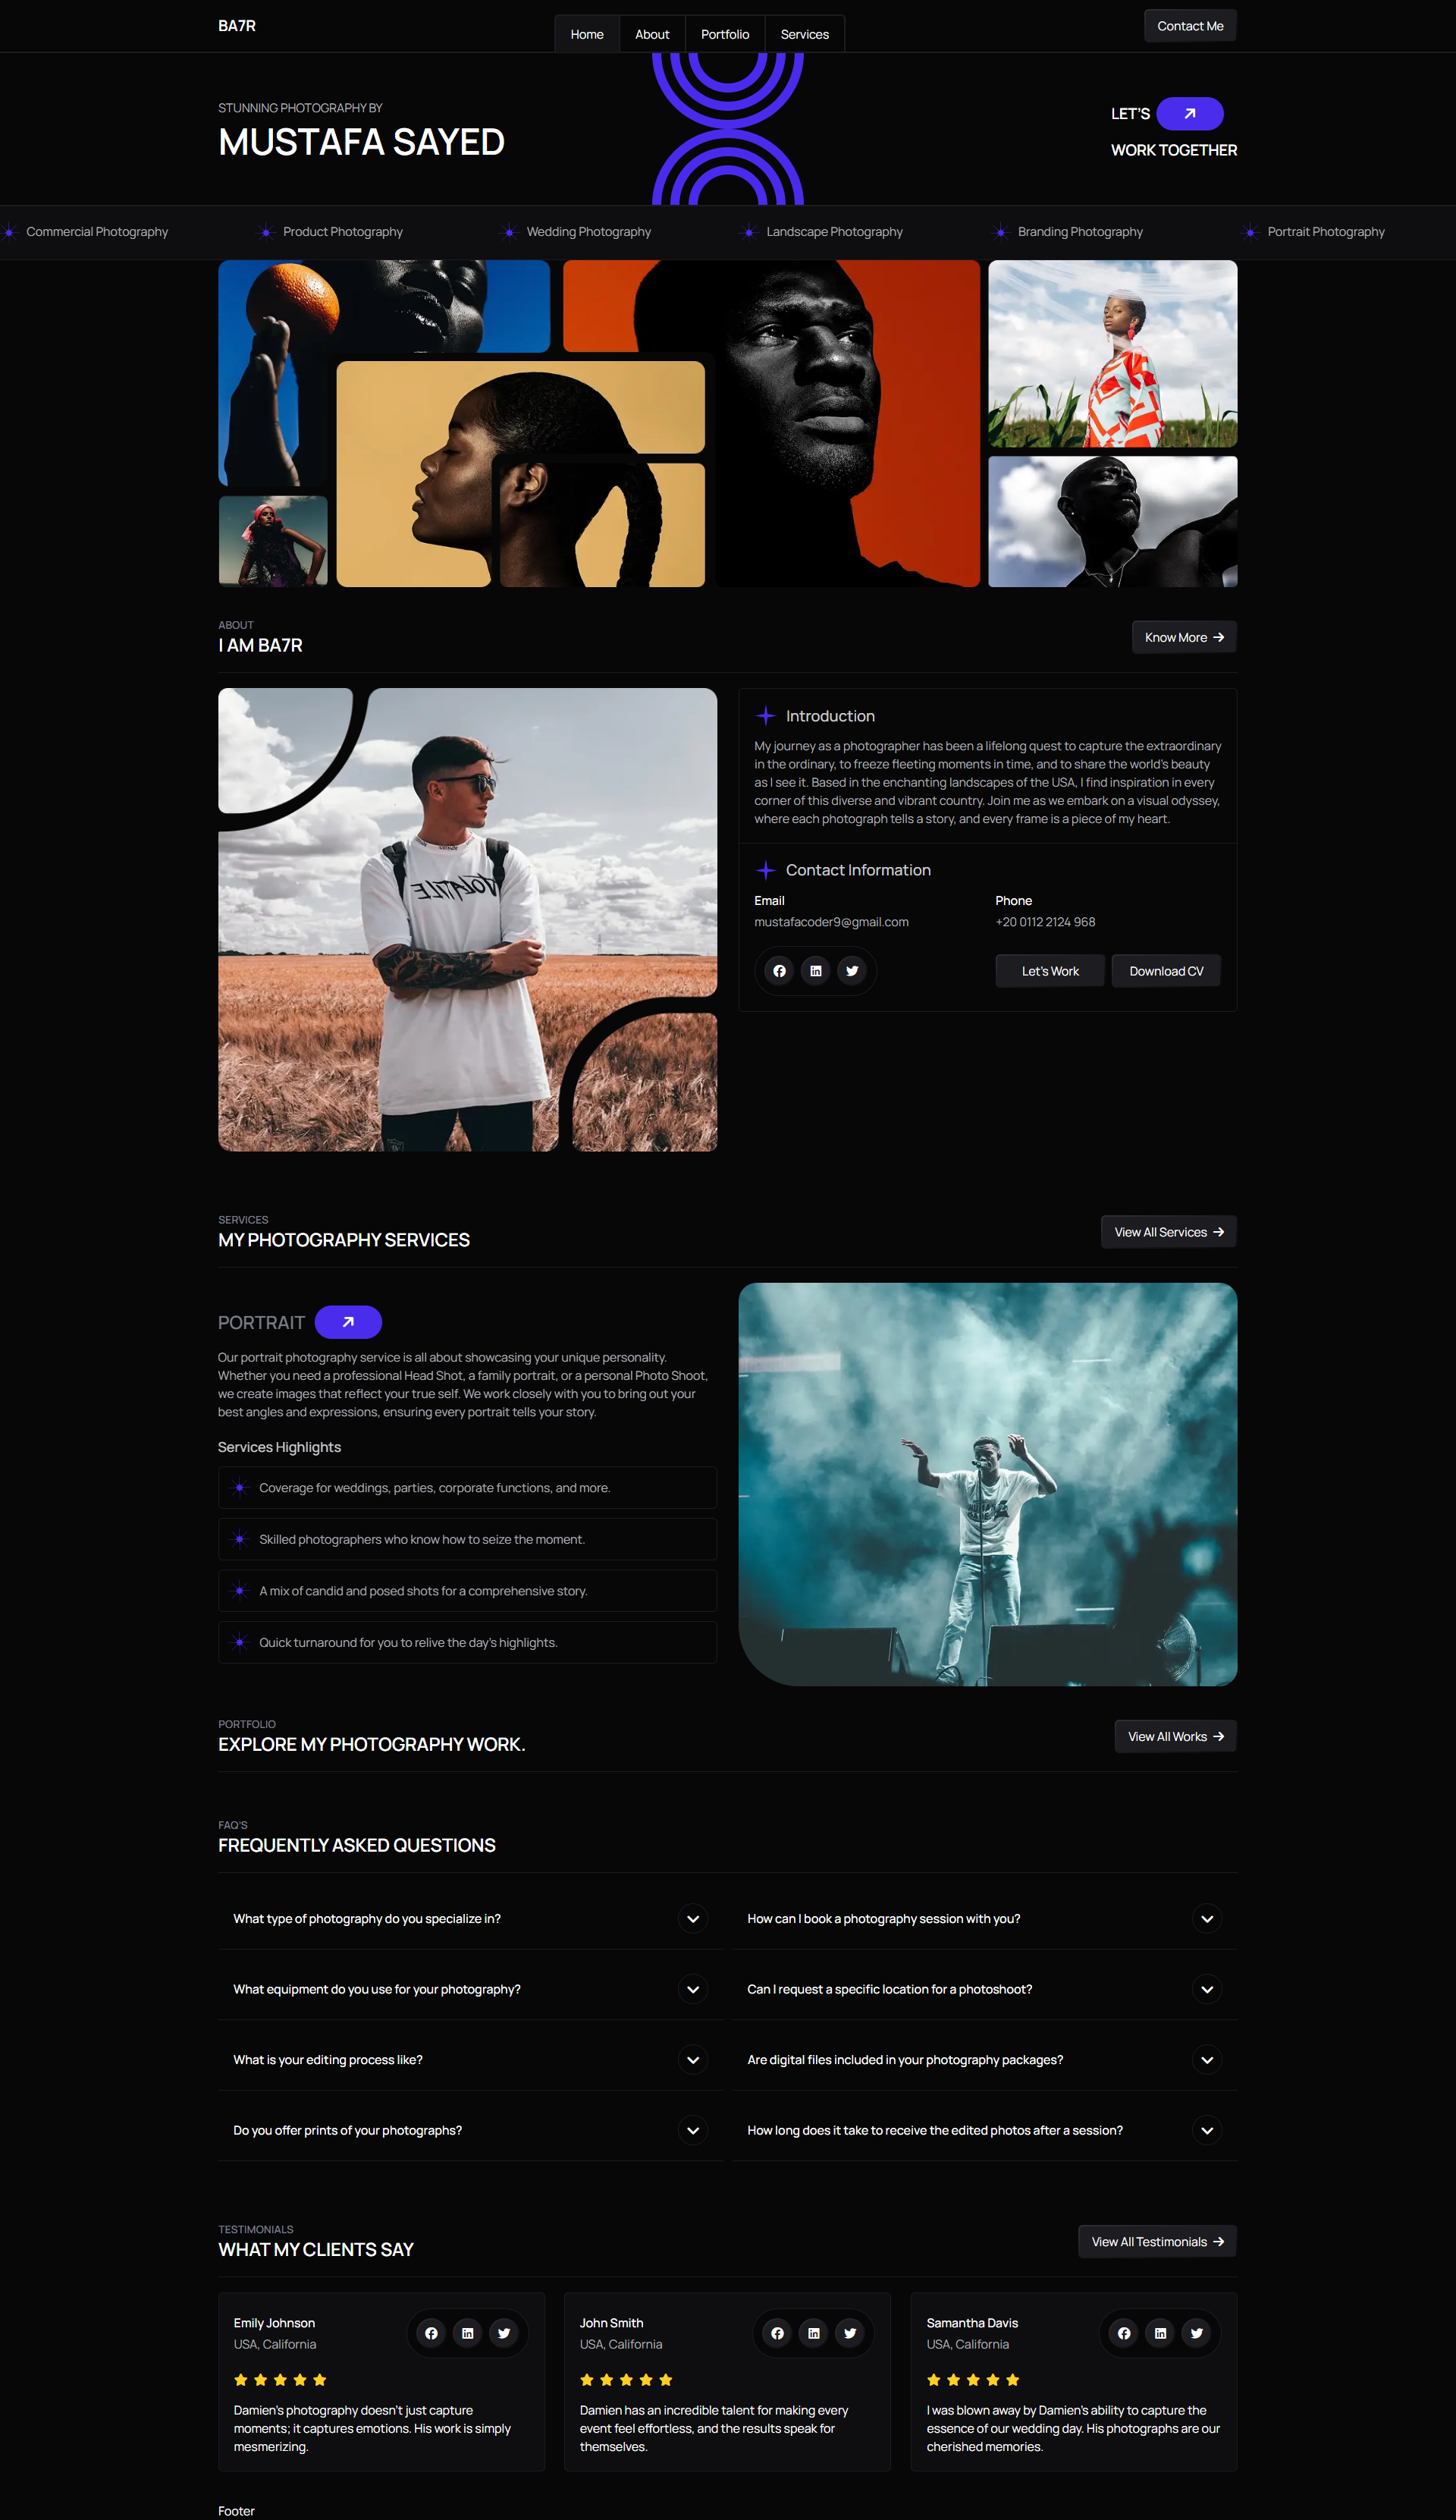 BA7R
Home
About
Portfolio
Services
Contact Me
STUNNING PHOTOGRAPHY BY
MUSTAFA SAYED
LET'S
WORK TOGETHER
Commercial Photography
Product Photography
Wedding Photography
Landscape Photography
Branding Photography
Portrait Photography
ABOUT
I AM BA7R
Know More
VOLATILE
Introduction
My journey as a photographer has been a lifelong quest to capture the extraordinary
in the ordinary, to freeze fleeting moments in time, and to share the world's beauty
as I see it. Based in the enchanting landscapes of the USA, I find inspiration in every
corner of this diverse and vibrant country. Join me as we embark on a visual odyssey,
where each photograph tells a story, and every frame is a piece of my heart.
Contact Information
Email
mustafacoder9@gmail.com
Phone
+20 0112 2124 968
Let's Work
Download CV
SERVICES
MY PHOTOGRAPHY SERVICES
View All Services
PORTRAIT
Our portrait photography service is all about showcasing your unique personality.
Whether you need a professional Head Shot, a family portrait, or a personal Photo Shoot,
we create images that reflect your true self. We work closely with you to bring out your
best angles and expressions, ensuring every portrait tells your story.
Services Highlights
Coverage for weddings, parties, corporate functions, and more.
Skilled photographers who know how to seize the moment.
A mix of candid and posed shots for a comprehensive story.
Quick turnaround for you to relive the day's highlights.
PORTFOLIO
EXPLORE MY PHOTOGRAPHY WORK.
View All Works
FAQ'S
FREQUENTLY ASKED QUESTIONS
What type of photography do you specialize in?
How can I book a photography session with you?
What equipment do you use for your photography?
Can I request a specific location for a photoshoot?
What is your editing process like?
Are digital files included in your photography packages?
Do you offer prints of your photographs?
How long does it take to receive the edited photos after a session?
TESTIMONIALS
WHAT MY CLIENTS SAY
View All Testimonials
Emily Johnson
USA, California
Damien's photography doesn't just capture
moments; it captures emotions. His work is simply
mesmerizing.
John Smith
USA, California
Damien has an incredible talent for making every
event feel effortless, and the results speak for
themselves.
Samantha Davis
USA, California
I was blown away by Damien's ability to capture the
essence of our wedding day. His photographs are our
cherished memories.
Footer